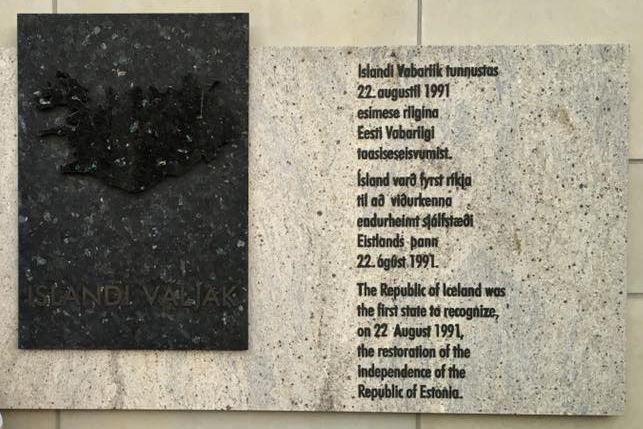 ISLANDI VÄLJAK
Islandi Vabariik tunnustas
22. augustil 1991
esimese riigina
Eesti Vabariigi
taasiseseisvumist.
Ísland varð fyrst ríkja
til að viðurkenna
endurheimt sjálfstæði
Eistlands þann
22. ágúst 1991.
The Republic of Iceland was
the first state to recognize,
on 22 August 1991,
the restoration of the
independence of the
Republic of Estonia.